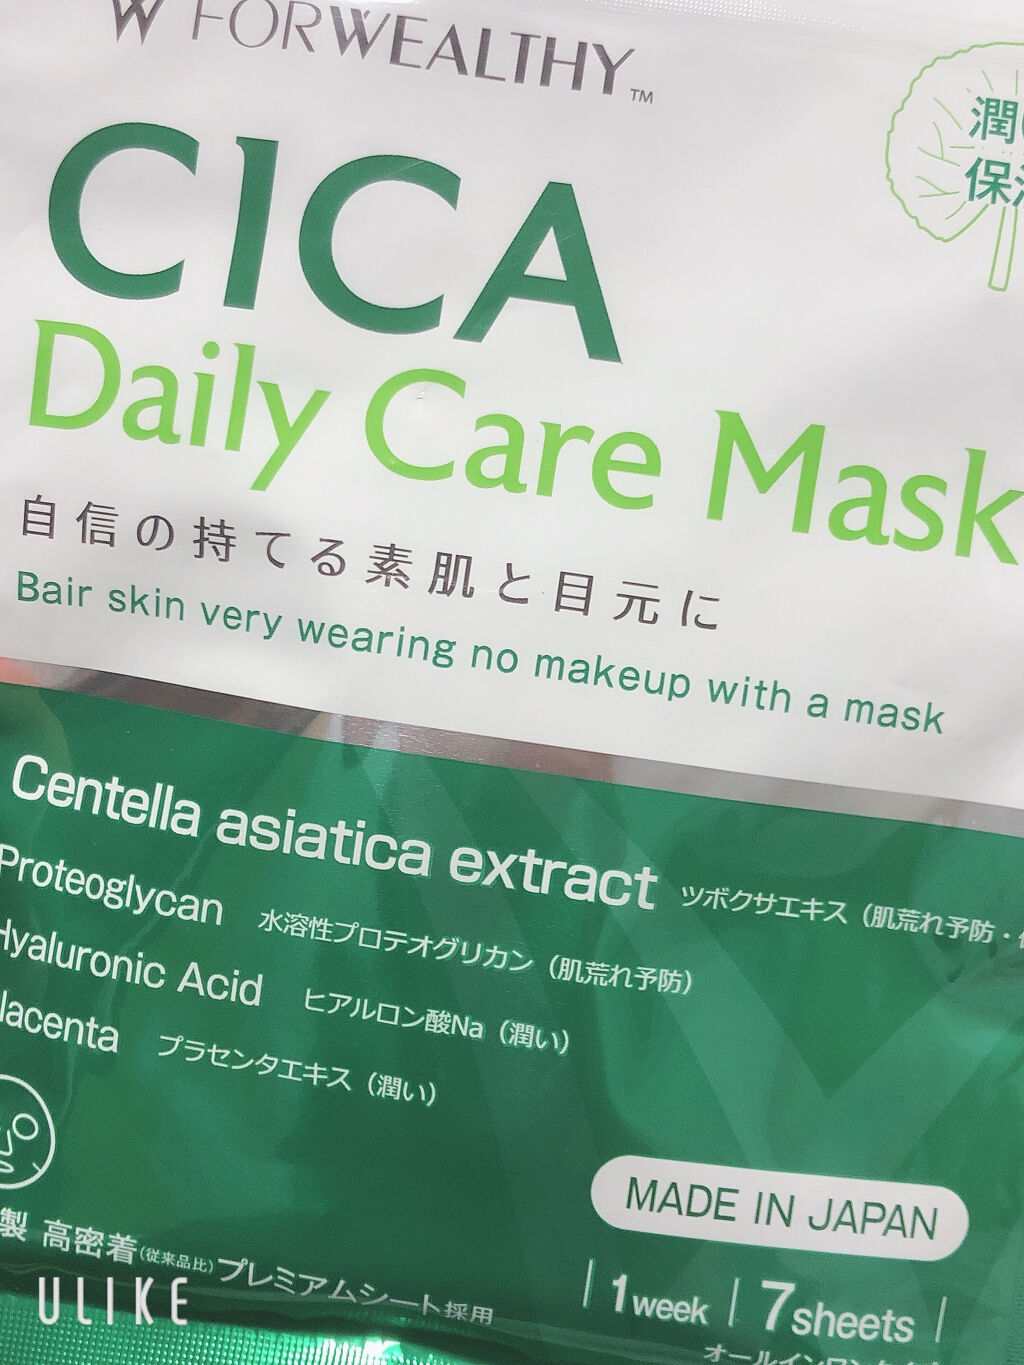 W FORWEALTHY™
潤い
CICA
Daily Care Mask
自信の持てる素肌と目元に
Bair skin very wearing no makeup with a mask
Centella asiatica extract ツボクサエキス（肌荒れ予防・
Proteoglycan 水溶性プロテオグリカン（肌荒れ予防）
Hyaluronic Acid ヒアルロン酸Na（潤い）
lacenta プラセンタエキス（潤い）
MADE IN JAPAN
製 高密着（従来品比）プレミアムシート採用
1week 7sheets
ULIKE